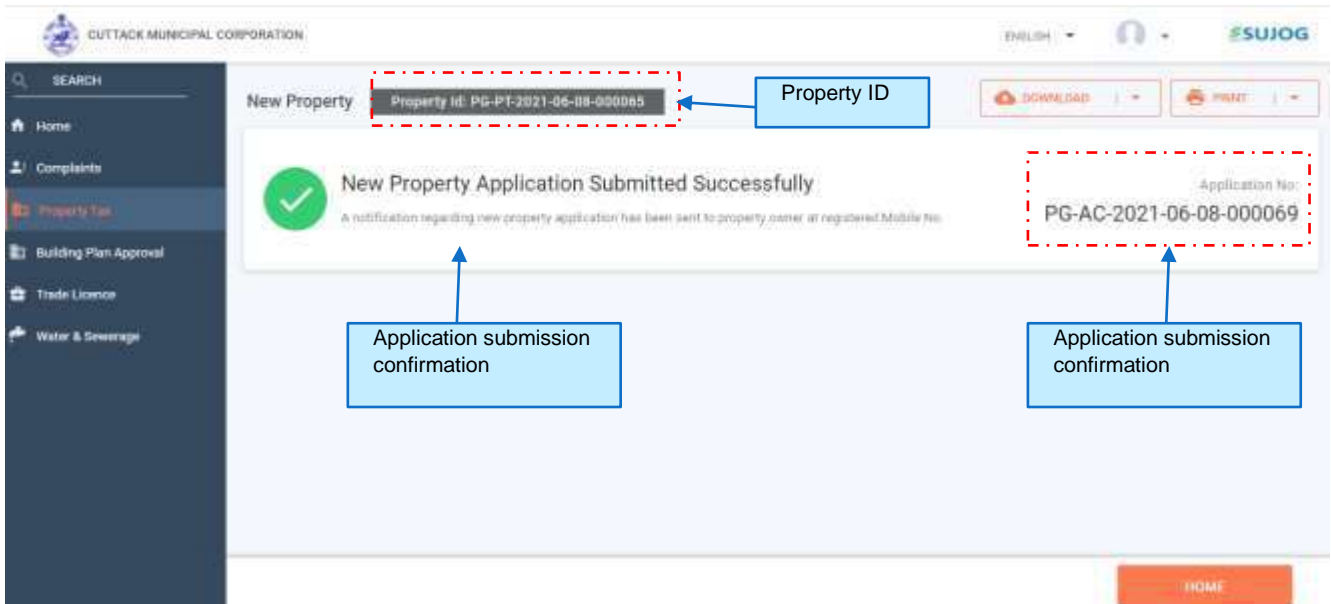 CUTTACK MUNICIPAL CORPORATION
ENGLISH
SUJOG
SEARCH
Home
Complaints
Property Tax
Building Plan Approval
Trade Licence
Water & Sewerage
New Property
Property Id: PG-PT-2021-06-08-000065
Property ID
DOWNLOAD
PRINT
New Property Application Submitted Successfully
A notification regarding new property application has been sent to property owner at registered Mobile No.
Application No:
PG-AC-2021-06-08-000069
Application submission
confirmation
Application submission
confirmation
HOME